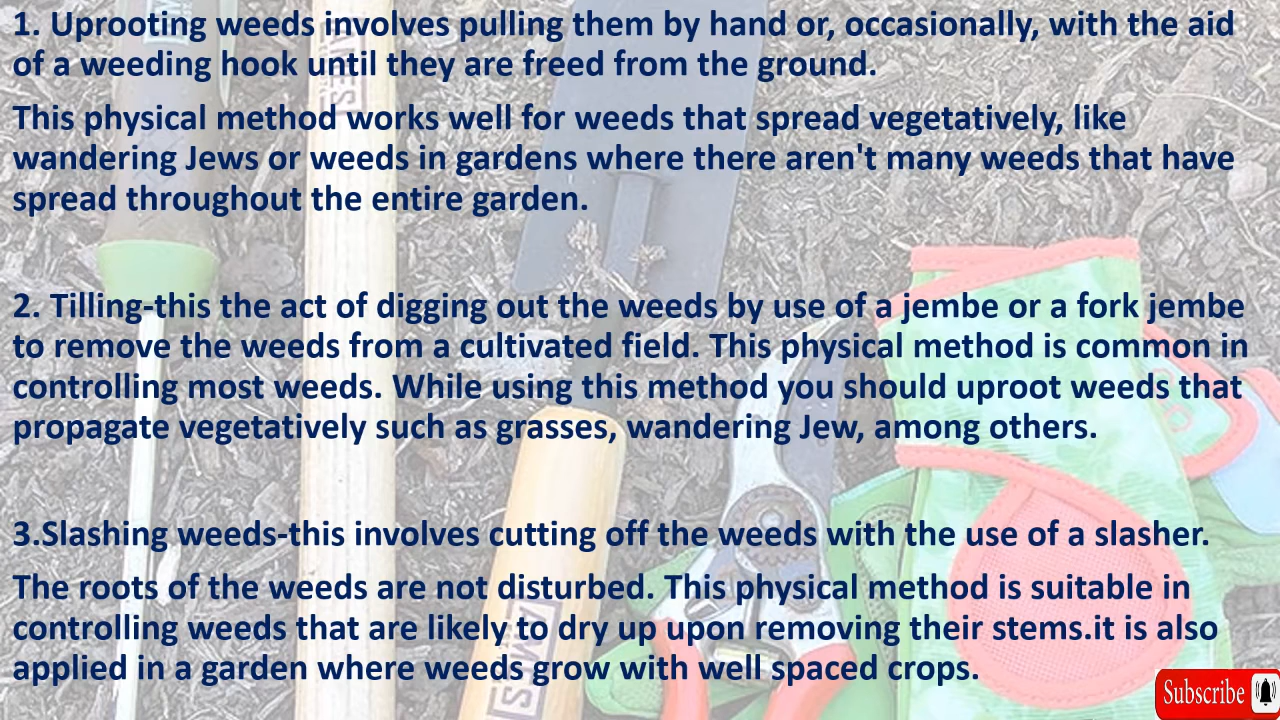 1. Uprooting weeds involves pulling them by hand or, occasionally, with the aid
of a weeding hook until they are freed from the ground.
This physical method works well for weeds that spread vegetatively, like
wandering Jews or weeds in gardens where there aren't many weeds that have
spread throughout the entire garden.
2. Tilling-this the act of digging out the weeds by use of a jembe or a fork jembe
to remove the weeds from a cultivated field. This physical method is common in
controlling most weeds. While using this method you should uproot weeds that
propagate vegetatively such as grasses, wandering Jew, among others.
3.Slashing weeds-this involves cutting off the weeds with the use of a slasher.
The roots of the weeds are not disturbed. This physical method is suitable in
controlling weeds that are likely to dry up upon removing their stems.it is also
applied in a garden where weeds grow with well spaced crops.
Subscribe